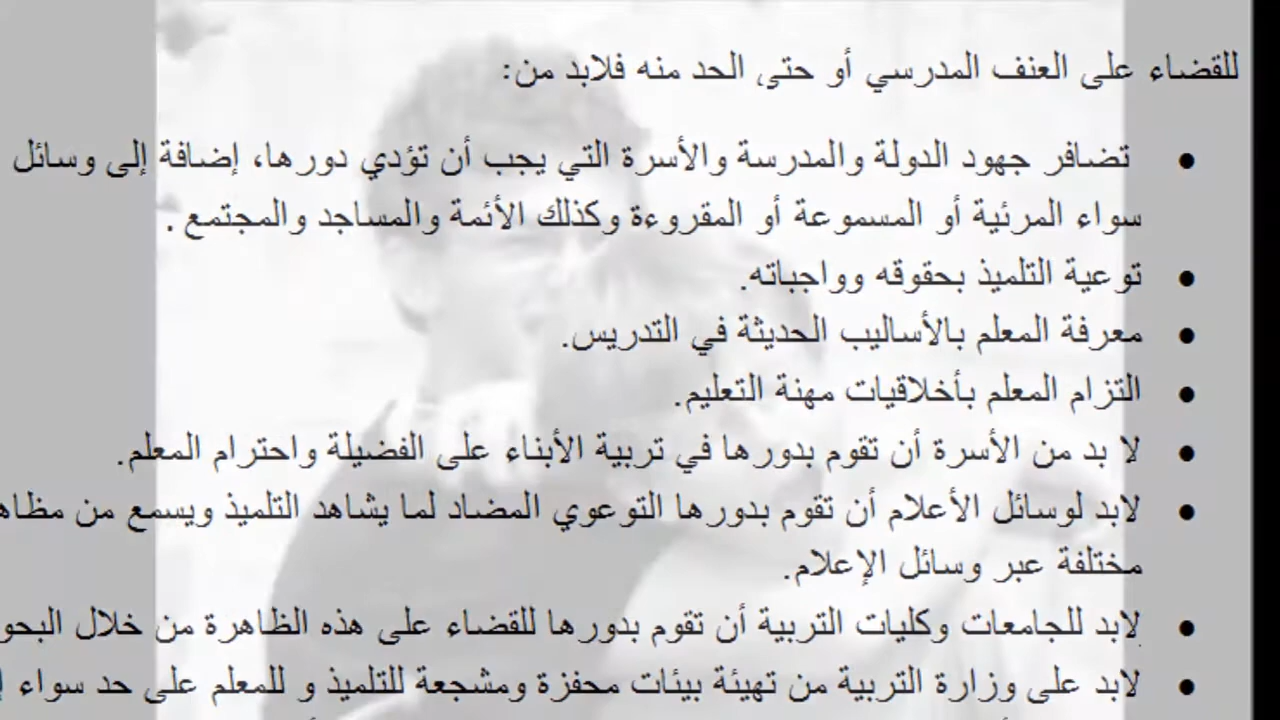 للقضاء على العنف المدرسي أو حتى الحد منه فلابد من:
• تضافر جهود الدولة والمدرسة والأسرة التي يجب أن تؤدي دورها، إضافة إلى وسائل
سواء المرئية أو المسموعة أو المقروءة وكذلك الأئمة والمساجد والمجتمع .
• توعية التلميذ بحقوقه وواجباته.
• معرفة المعلم بالأساليب الحديثة في التدريس.
• التزام المعلم بأخلاقيات مهنة التعليم.
• لا بد من الأسرة أن تقوم بدورها في تربية الأبناء على الفضيلة واحترام المعلم.
• لابد لوسائل الأعلام أن تقوم بدورها التوعوي المضاد لما يشاهد التلميذ ويسمع من
مختلفة عبر وسائل الإعلام.
• لابد للجامعات وكليات التربية أن تقوم بدورها للقضاء على هذه الظاهرة من خلال
• لابد على وزارة التربية من تهيئة بيئات محفزة ومشجعة للتلميذ و للمعلم على حد سواء